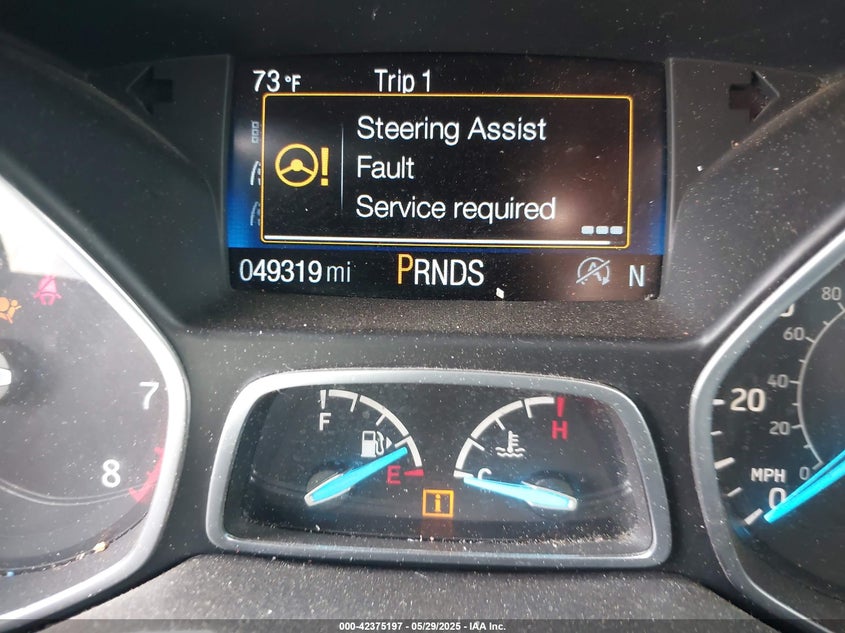 73°F Trip 1
Steering Assist
Fault
Service required
049319 mi PRNDS A N
7
8
F
E
H
C
i
80
60
40
20
0
20
MPH
0
000-42375197 - 05/29/2025 - IAA Inc.